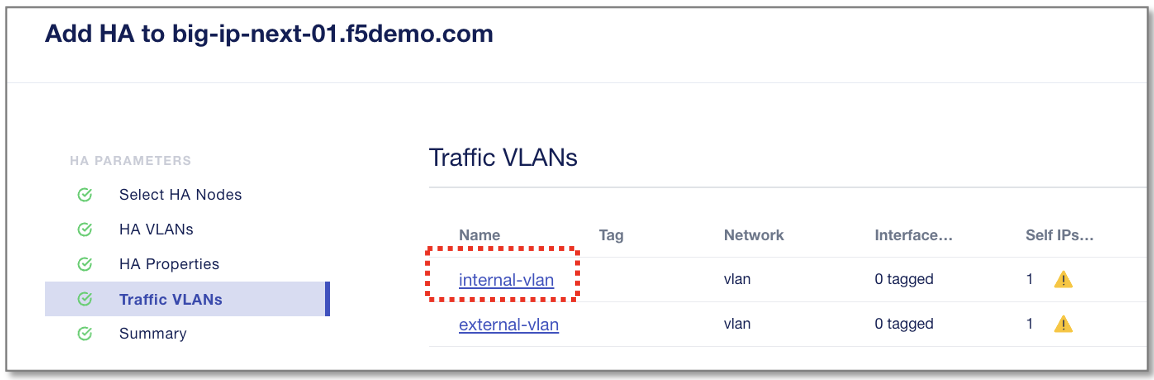 Add HA to big-ip-next-01.f5demo.com
HA PARAMETERS
Select HA Nodes
HA VLANs
HA Properties
Traffic VLANs
Summary
Traffic VLANs
Name Tag Network Interface... Self IPs...
internal-vlan vlan 0 tagged 1
external-vlan vlan 0 tagged 1